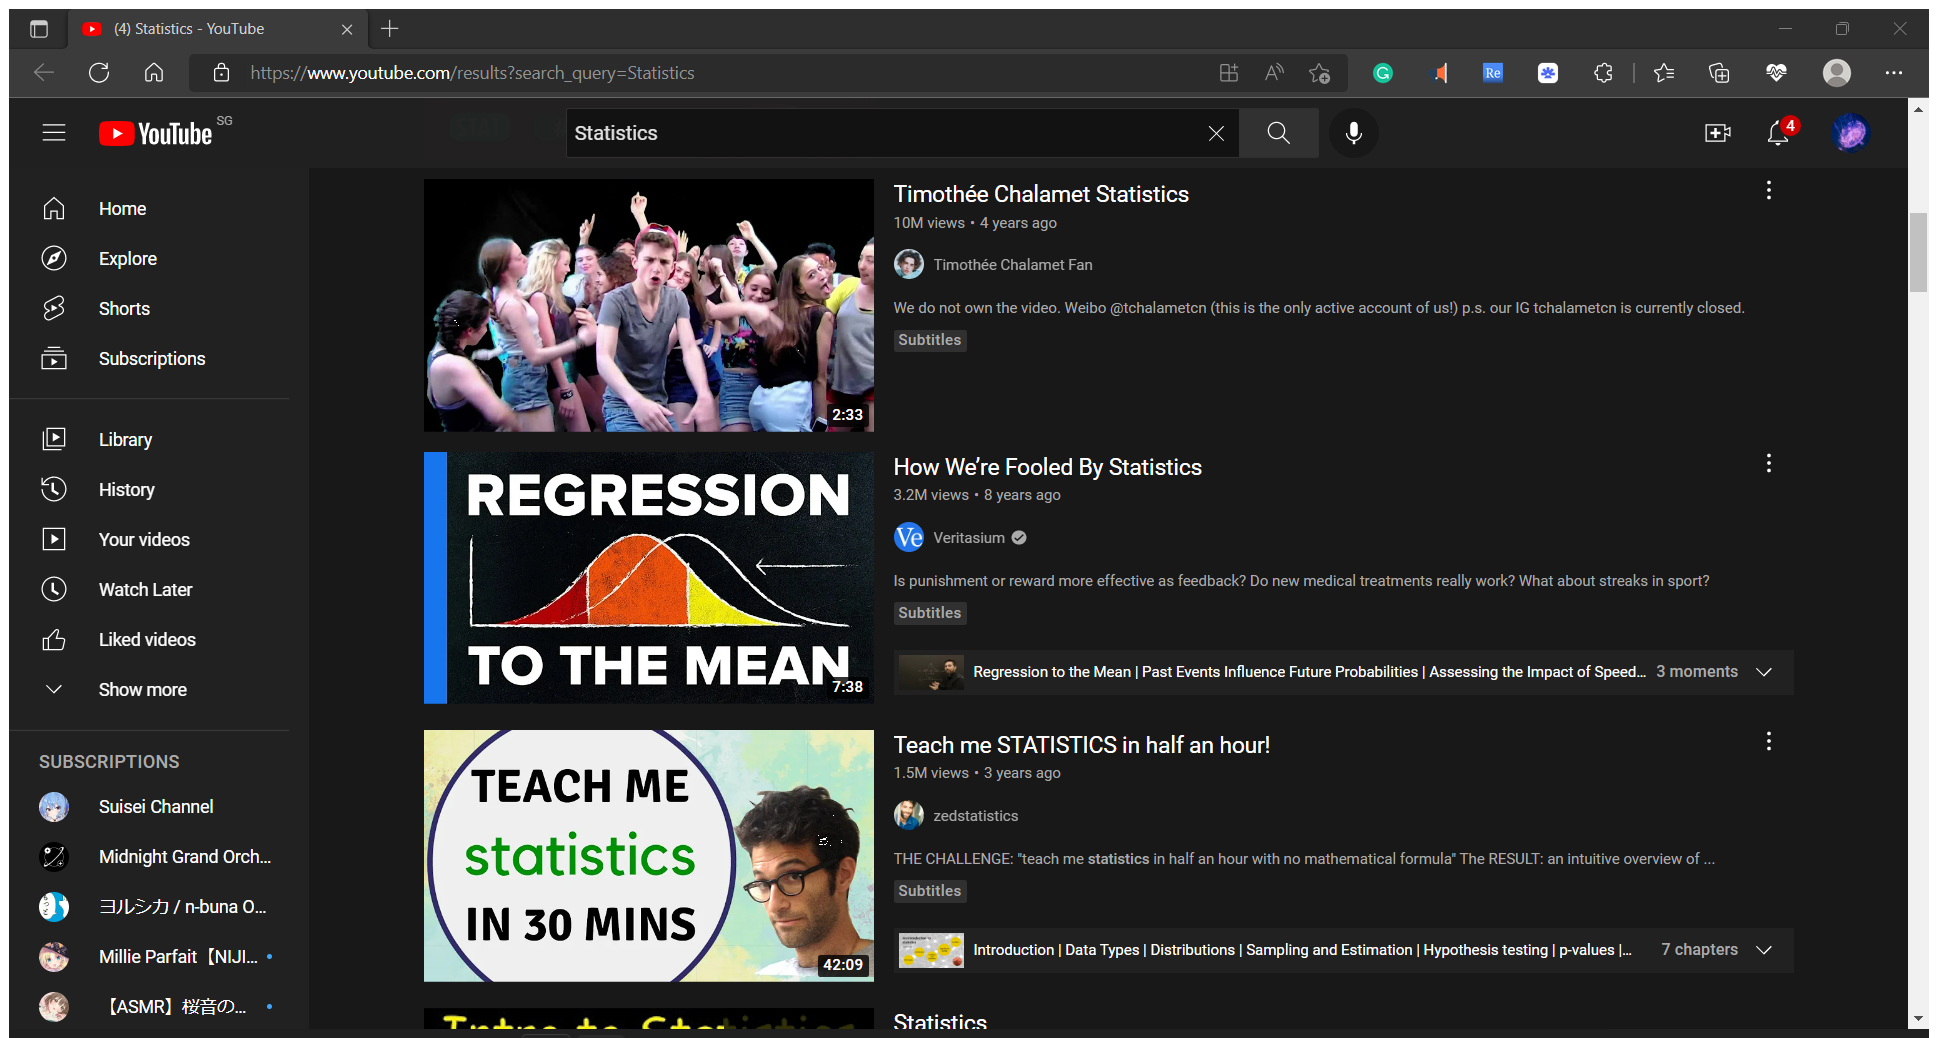 (4) Statistics - YouTube
https://www.youtube.com/results?search_query=Statistics
YouTube SG
Statistics
4
Home
Explore
Shorts
Subscriptions
Library
History
Your videos
Watch Later
Liked videos
Show more
SUBSCRIPTIONS
Suisei Channel
Midnight Grand Orch...
ヨルシカ / n-buna O...
Millie Parfait【NIJI...
【ASMR】桜音の...
2:33
Timothée Chalamet Statistics
10M views • 4 years ago
Timothée Chalamet Fan
We do not own the video. Weibo @tchalametcn (this is the only active account of us!) p.s. our IG tchalametcn is currently closed.
Subtitles
REGRESSION
TO THE MEAN
7:38
How We’re Fooled By Statistics
3.2M views • 8 years ago
Ve
Veritasium
Is punishment or reward more effective as feedback? Do new medical treatments really work? What about streaks in sport?
Subtitles
Regression to the Mean | Past Events Influence Future Probabilities | Assessing the Impact of Speed... 3 moments
TEACH ME
statistics
IN 30 MINS
42:09
Teach me STATISTICS in half an hour!
1.5M views • 3 years ago
zedstatistics
THE CHALLENGE: "teach me statistics in half an hour with no mathematical formula" The RESULT: an intuitive overview of ...
Subtitles
Introduction | Data Types | Distributions | Sampling and Estimation | Hypothesis testing | p-values |... 7 chapters
Intro to Statistics
Statistics